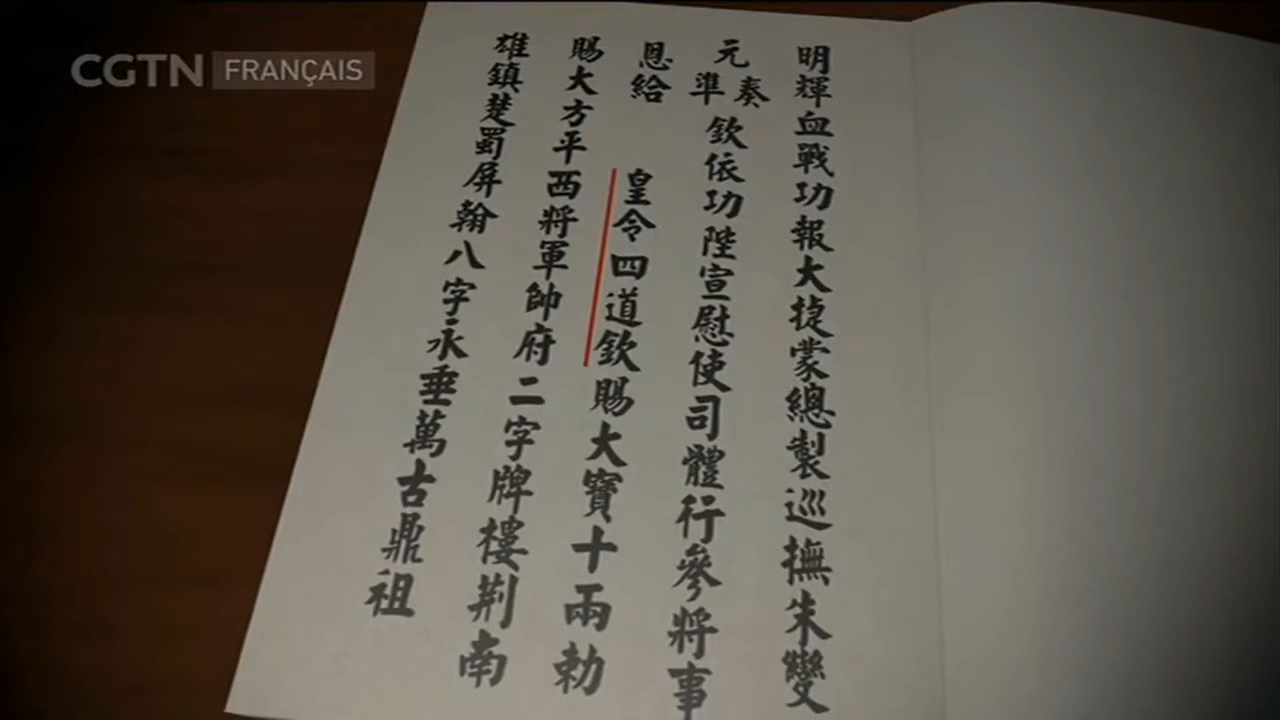 CGTN FRANÇAIS
明輝血戰功報大捷蒙總製巡撫朱變
元
準奏
欽依功陞宣慰使司體行參將事
恩給
皇令四道欽賜大寶十兩勅
賜大方平西將軍帥府二字牌樓荆南
雄鎮楚蜀屏翰八字永垂萬古鼎祖